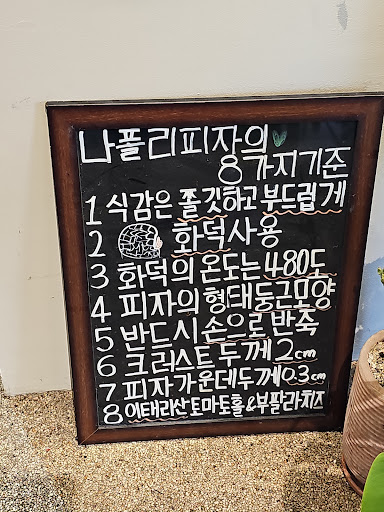 나폴리피자의
8가지기준
1 식감은 쫄깃하고 부드럽게
2 화덕사용
3 화덕의 온도는 480도
4 피자의 형태둥근모양
5 반드시손으로 반죽
6 크러스트 두께 2cm
7 피자가운데두께0.3cm
8 이태리산토마토홀&부팔라치즈